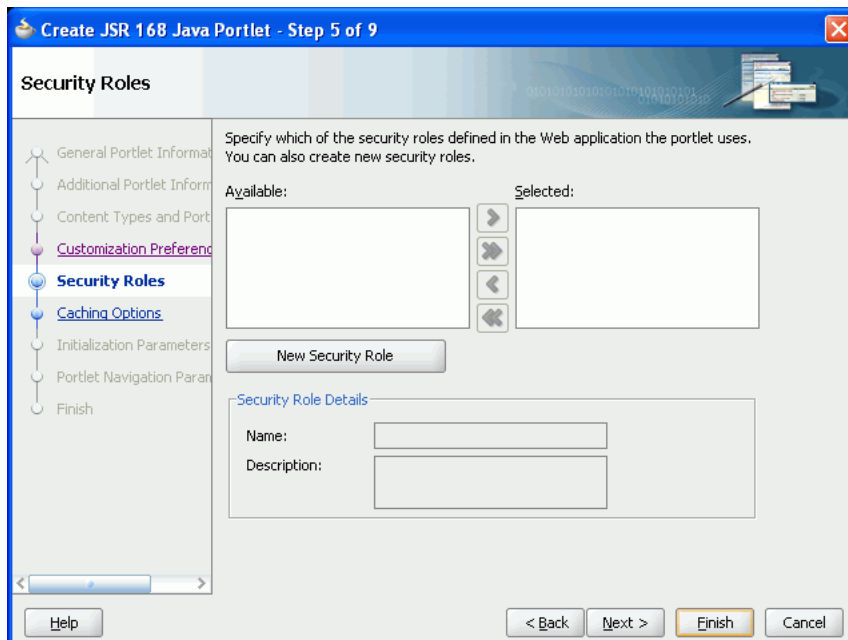 Create JSR 168 Java Portlet - Step 5 of 9
Security Roles
01010101010101010101010101
01010101010
General Portlet Informat
Additional Portlet Inform
Content Types and Port
Customization Preferenc
Security Roles
Caching Options
Initialization Parameters
Portlet Navigation Param
Finish
Specify which of the security roles defined in the Web application the portlet uses.
You can also create new security roles.
Available:
Selected:
New Security Role
Security Role Details
Name:
Description:
Help
< Back
Next >
Finish
Cancel